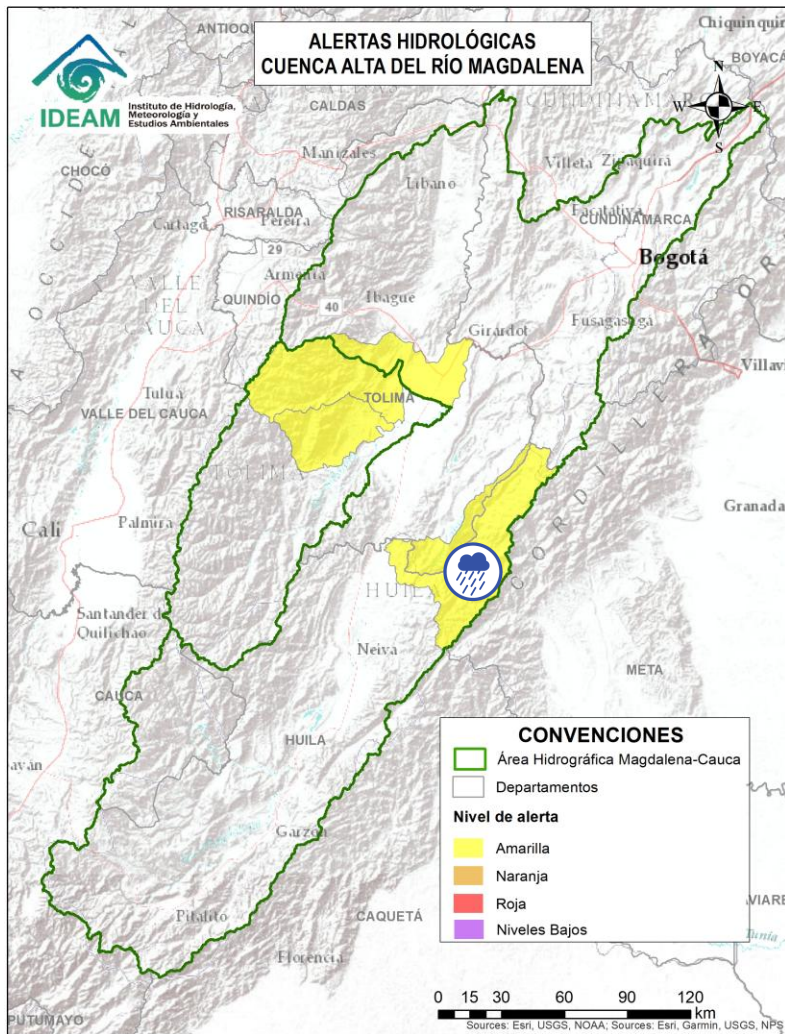 ALERTAS HIDROLÓGICAS
CUENCA ALTA DEL RÍO MAGDALENA
IDEAM
Instituto de Hidrología,
Meteorología y
Estudios Ambientales
N
W
E
S
Chiquinquirá
BOYACÁ
CALDAS
Manizales
Líbano
Villeta
Zipaquirá
CHOCÓ
RISARALDA
Pereira
Cartago
Facatativá
CUNDINAMARCA
Bogotá
29
Armenia
VALLE
DEL
CAUCA
QUINDÍO
Ibagué
40
Girardot
Fusagasugá
Villavi
Tuluá
VALLE DEL CAUCA
TOLIMA
CORDILLERA OR
Granada
Cali
Palmira
Santander de
Quilichao
Neiva
META
CAUCA
HUILA
Garzón
Pitalito
CAQUETÁ
Florencia
PUTUMAYO
VIARE
Tunía
CONVENCIONES
Área Hidrográfica Magdalena-Cauca
Departamentos
Nivel de alerta
Amarilla
Naranja
Roja
Niveles Bajos
0 15 30 60 90 120
km
Sources: Esri, USGS, NOAA; Sources: Esri, Garmin, USGS, NPS